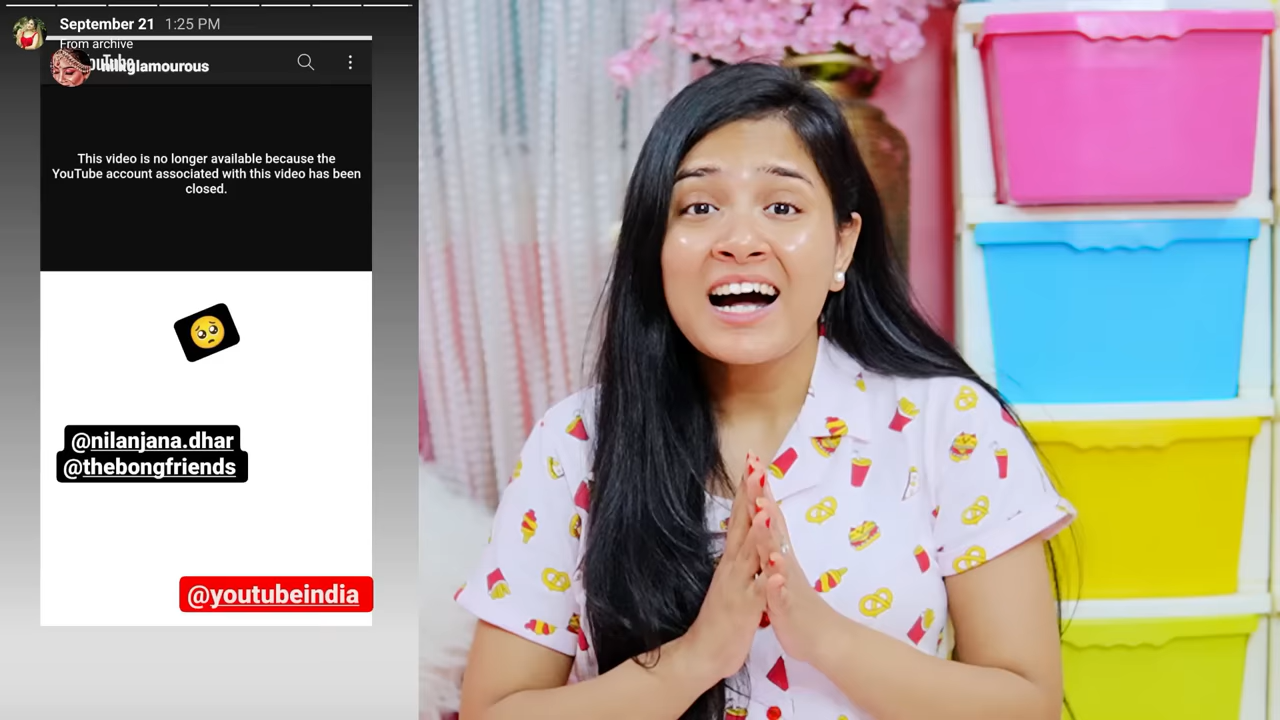 September 21 1:25 PM
From archive
YouTube
This video is no longer available because the
YouTube account associated with this video has been
closed.
@nilanjana.dhar
@thebongfriends
@youtubeindia